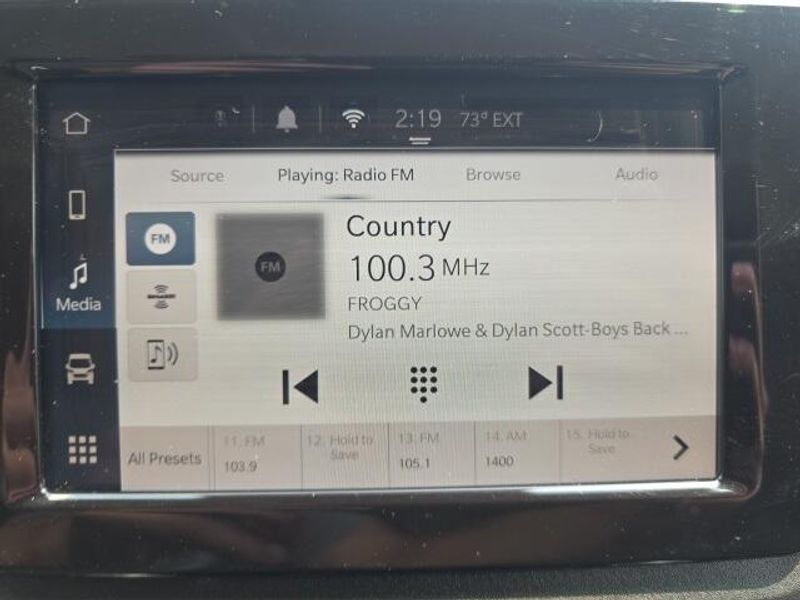 2:19 73° EXT
Source Playing: Radio FM Browse Audio
FM
FM
Country
100.3 MHz
FROGGY
Dylan Marlowe & Dylan Scott-Boys Back ...
Media
All Presets
11. FM
103.9
12. Hold to
Save
13. FM
105.1
14. AM
1400
15. Hold to
Save